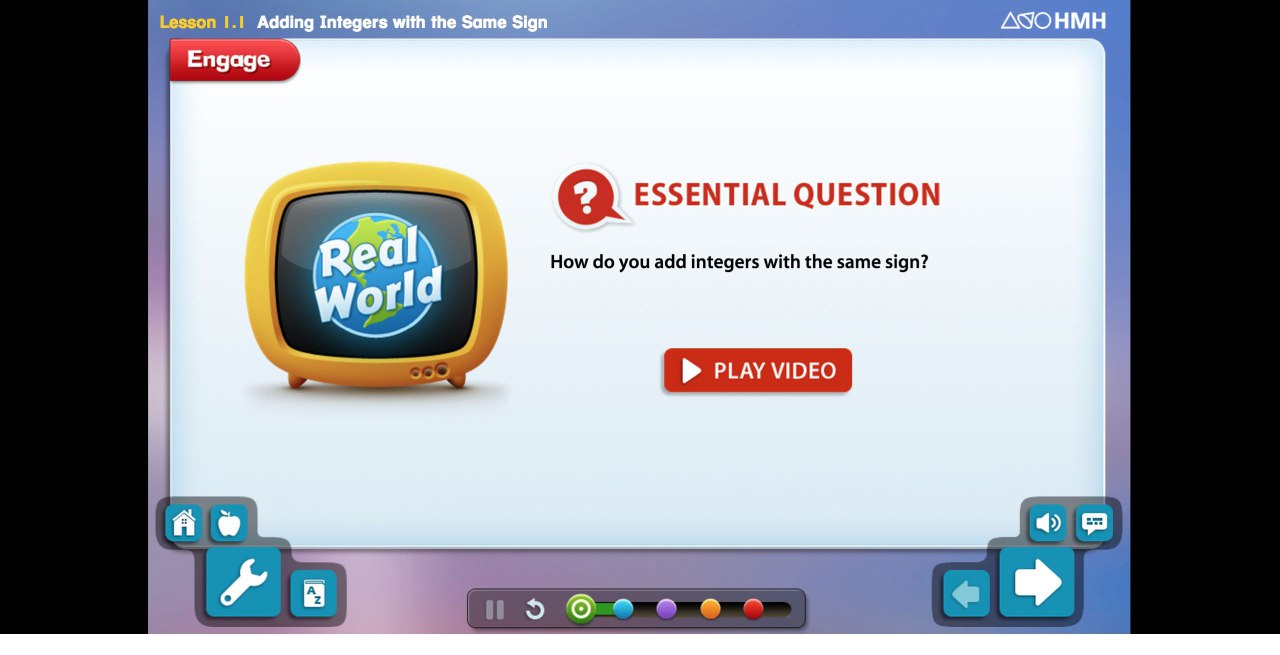 Lesson 1.1 Adding Integers with the Same Sign
HMH
Engage
Real
World
?
ESSENTIAL QUESTION
How do you add integers with the same sign?
PLAY VIDEO
A
Z